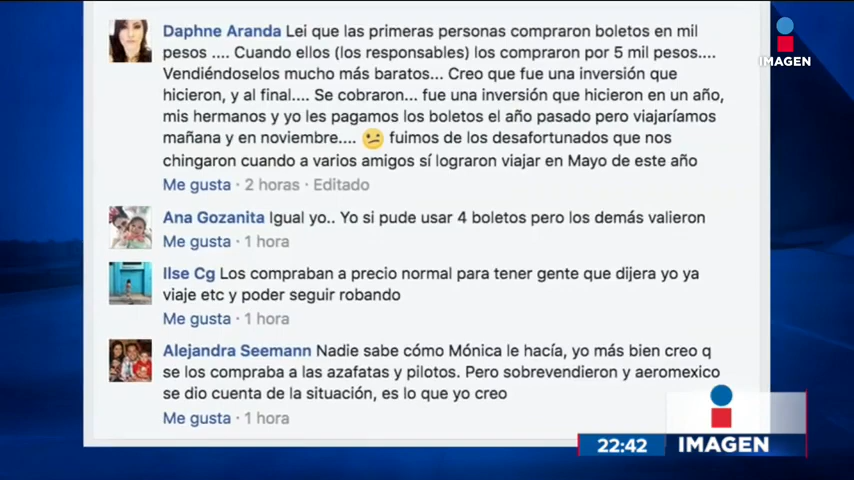 Daphne Aranda Lei que las primeras personas compraron boletos en mil
pesos .... Cuando ellos (los responsables) los compraron por 5 mil pesos....
Vendiéndoselos mucho más baratos... Creo que fue una inversión que
hicieron, y al final.... Se cobraron... fue una inversión que hicieron en un año,
mis hermanos y yo les pagamos los boletos el año pasado pero viajaríamos
mañana y en noviembre.... 😕 fuimos de los desafortunados que nos
chingaron cuando a varios amigos sí lograron viajar en Mayo de este año
Me gusta · 2 horas · Editado
Ana Gozanita Igual yo.. Yo si pude usar 4 boletos pero los demás valieron
Me gusta · 1 hora
Ilse Cg Los compraban a precio normal para tener gente que dijera yo ya
viaje etc y poder seguir robando
Me gusta · 1 hora
Alejandra Seemann Nadie sabe cómo Mónica le hacía, yo más bien creo q
se los compraba a las azafatas y pilotos. Pero sobrevendieron y aeromexico
se dio cuenta de la situación, es lo que yo creo
Me gusta · 1 hora
IMAGEN
22:42 IMAGEN